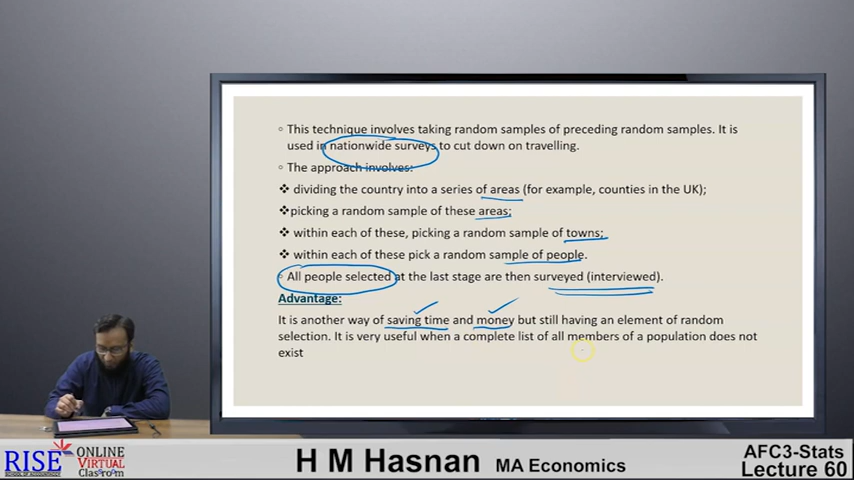 ◦ This technique involves taking random samples of preceding random samples. It is
used in nationwide surveys to cut down on travelling.
◦ The approach involves:
❖ dividing the country into a series of areas (for example, counties in the UK);
❖picking a random sample of these areas;
❖ within each of these, picking a random sample of towns;
❖ within each of these pick a random sample of people.
◦ All people selected at the last stage are then surveyed (interviewed).
Advantage:
It is another way of saving time and money but still having an element of random
selection. It is very useful when a complete list of all members of a population does not
exist
RISE
SCHOOL OF ACCOUNTANCY
ONLINE
VIRTUAL
Classroom
H M Hasnan MA Economics
AFC3-Stats
Lecture 60